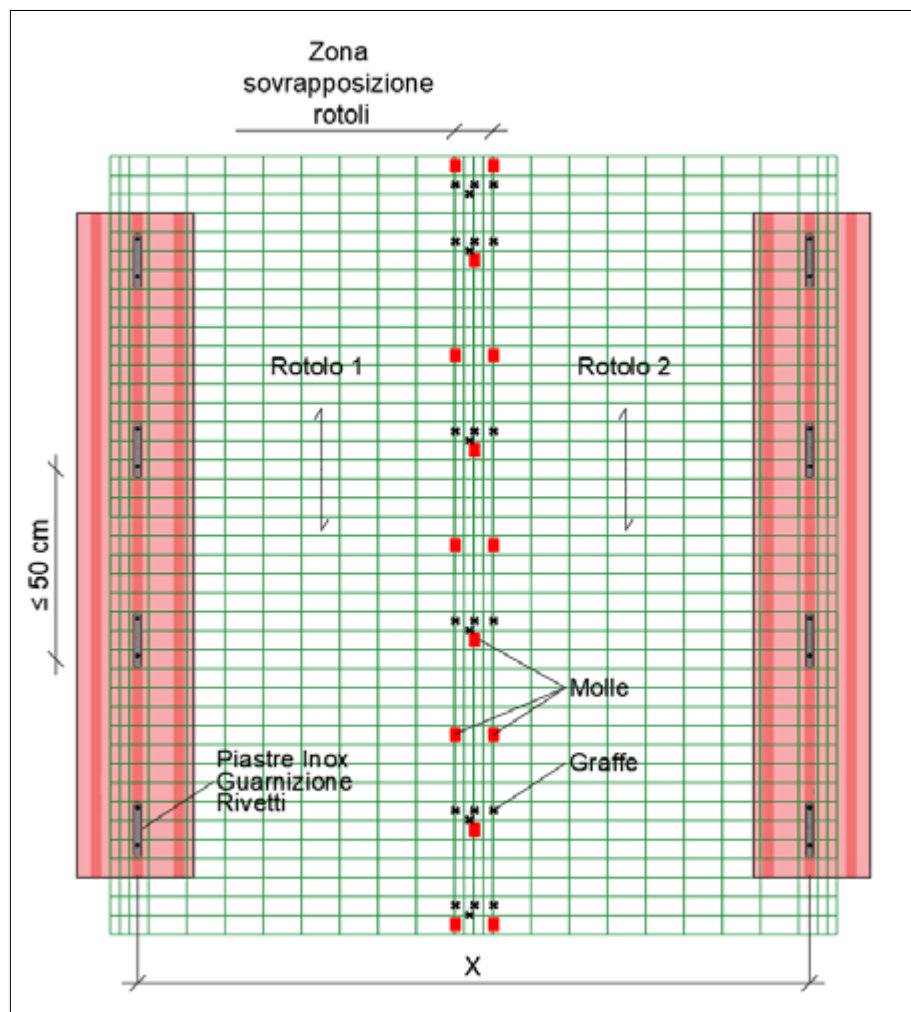 Zona
sovrapposizione
rotoli
Rotolo 1
Rotolo 2
≤ 50 cm
Molle
Piastre Inox
Guarnizione
Rivetti
Graffe
X